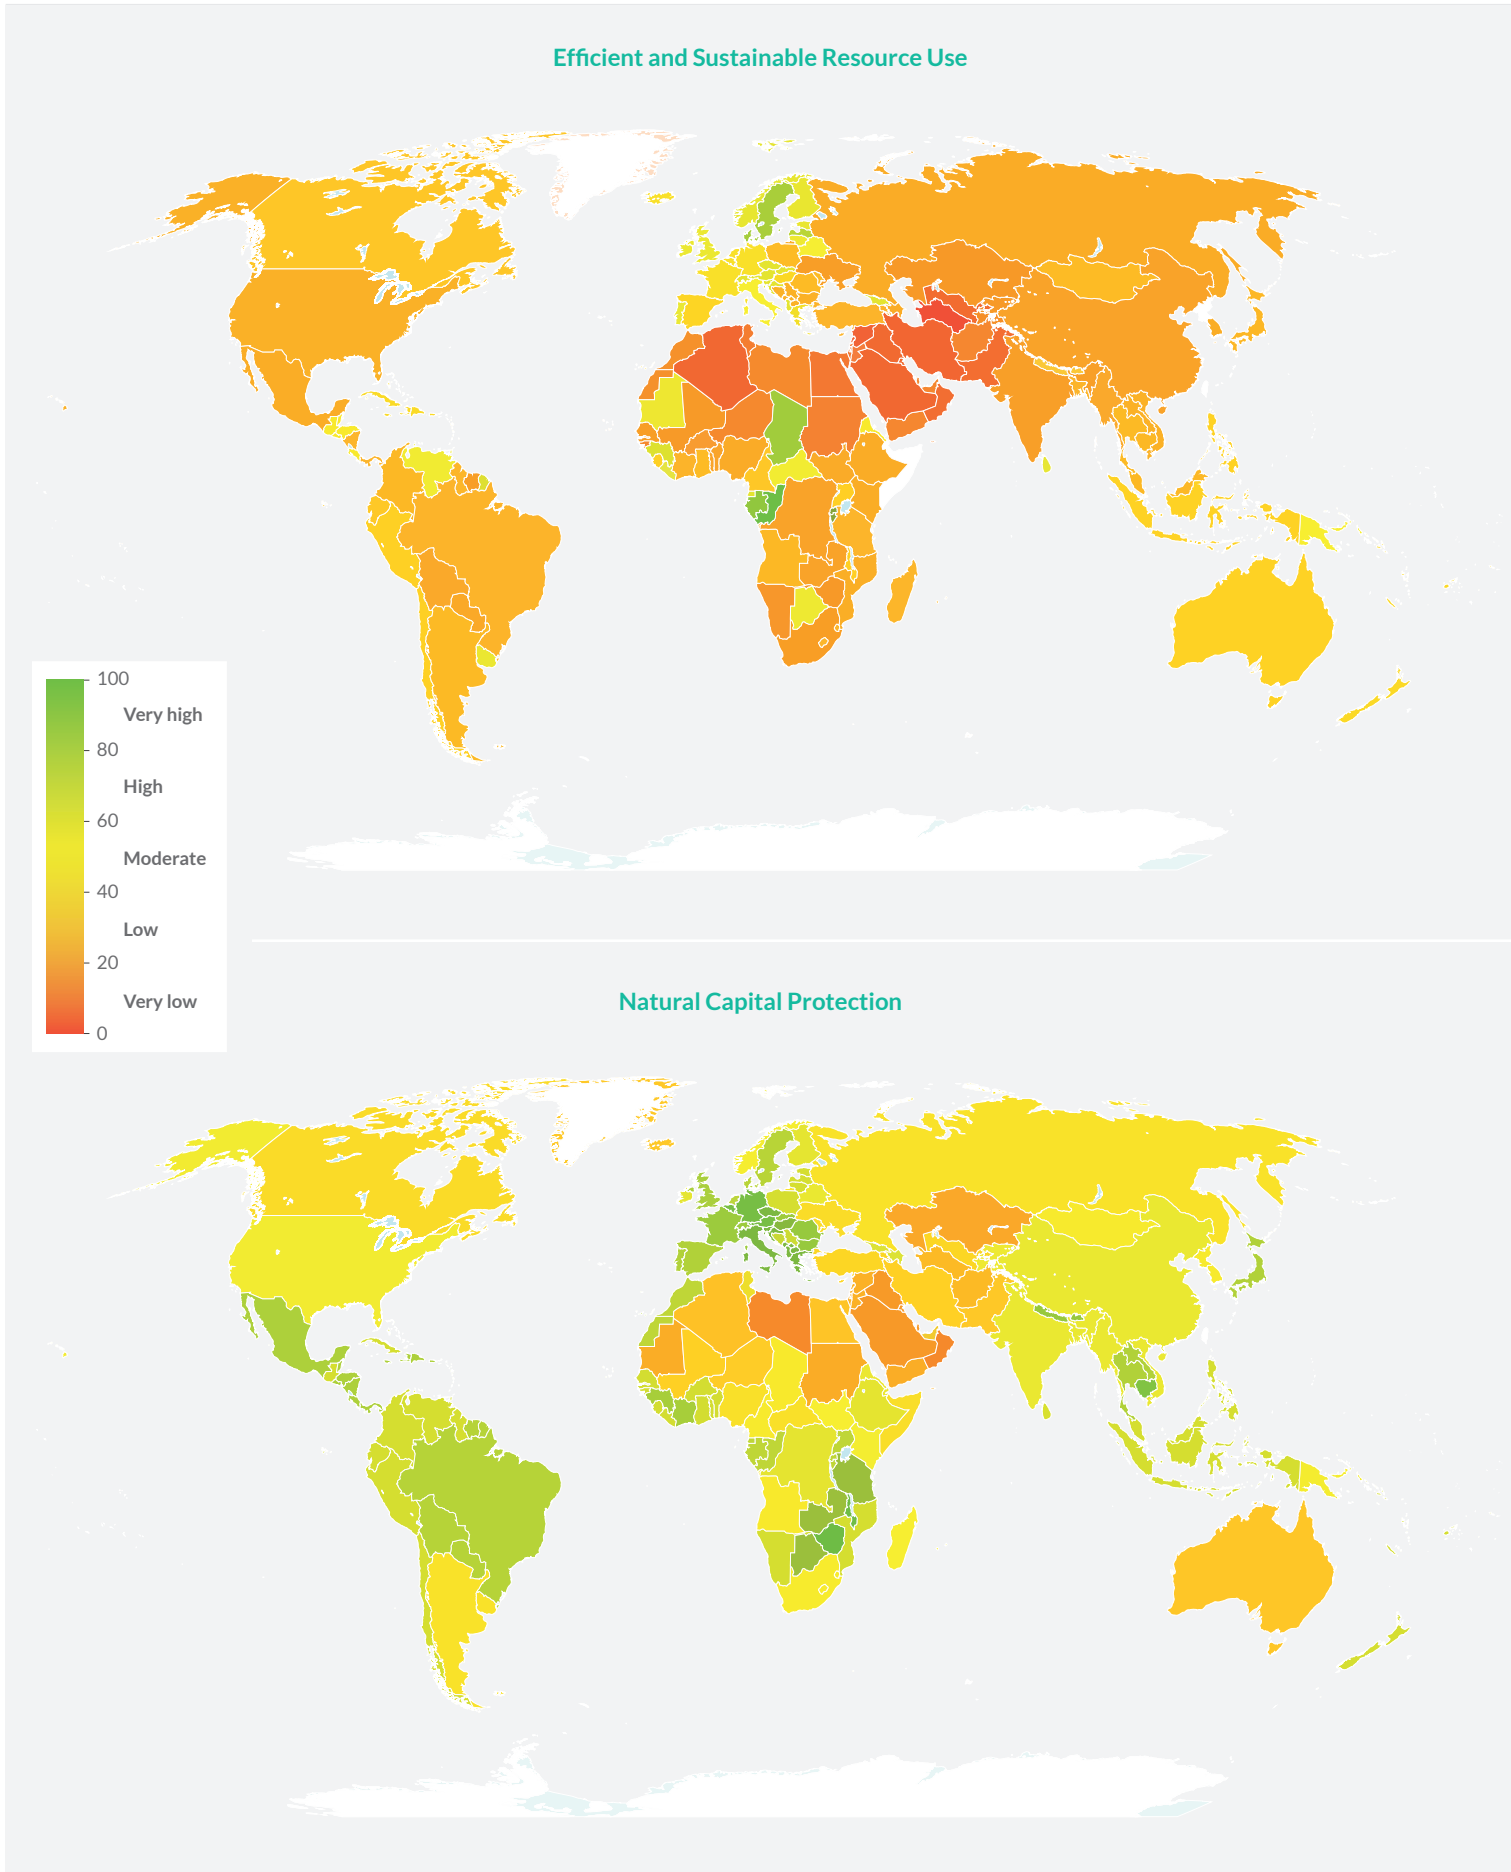 Efficient and Sustainable Resource Use
100
Very high
80
High
60
Moderate
40
Low
20
Very low
0
Natural Capital Protection